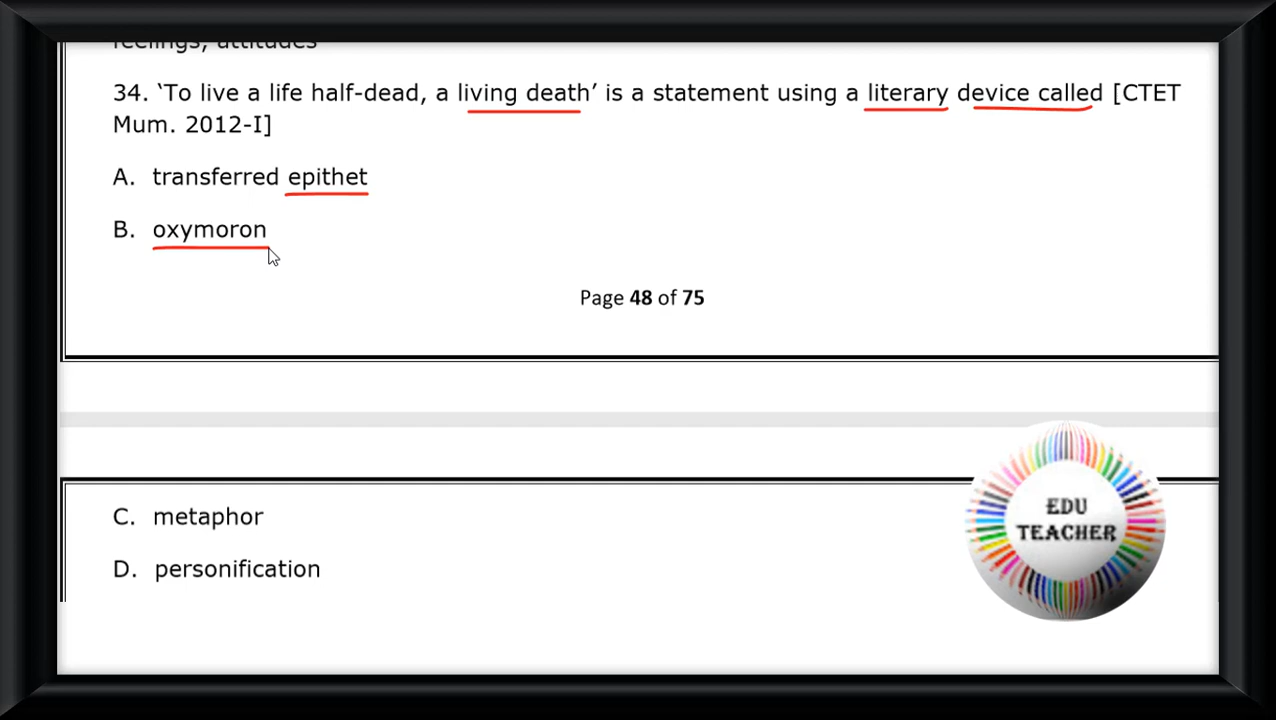 feelings, attitudes
34. ‘To live a life half-dead, a living death’ is a statement using a literary device called [CTET
Mum. 2012-I]
A. transferred epithet
B. oxymoron
Page 48 of 75
C. metaphor
D. personification
EDU
TEACHER